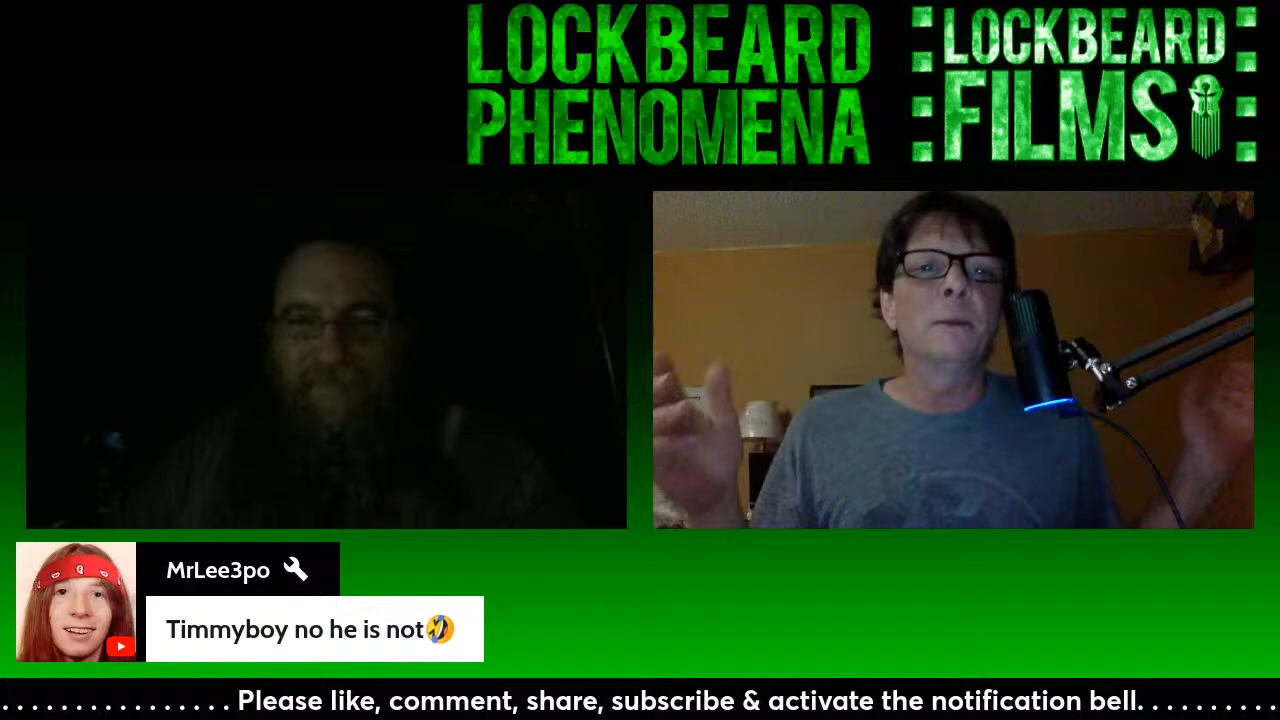 LOCKBEARD
PHENOMENA
LOCKBEARD
FILMS
MrLee3po
Timmyboy no he is not🤣
. . . . . . . . . . . . . . . . Please like, comment, share, subscribe & activate the notification bell. . . . . . . . . .